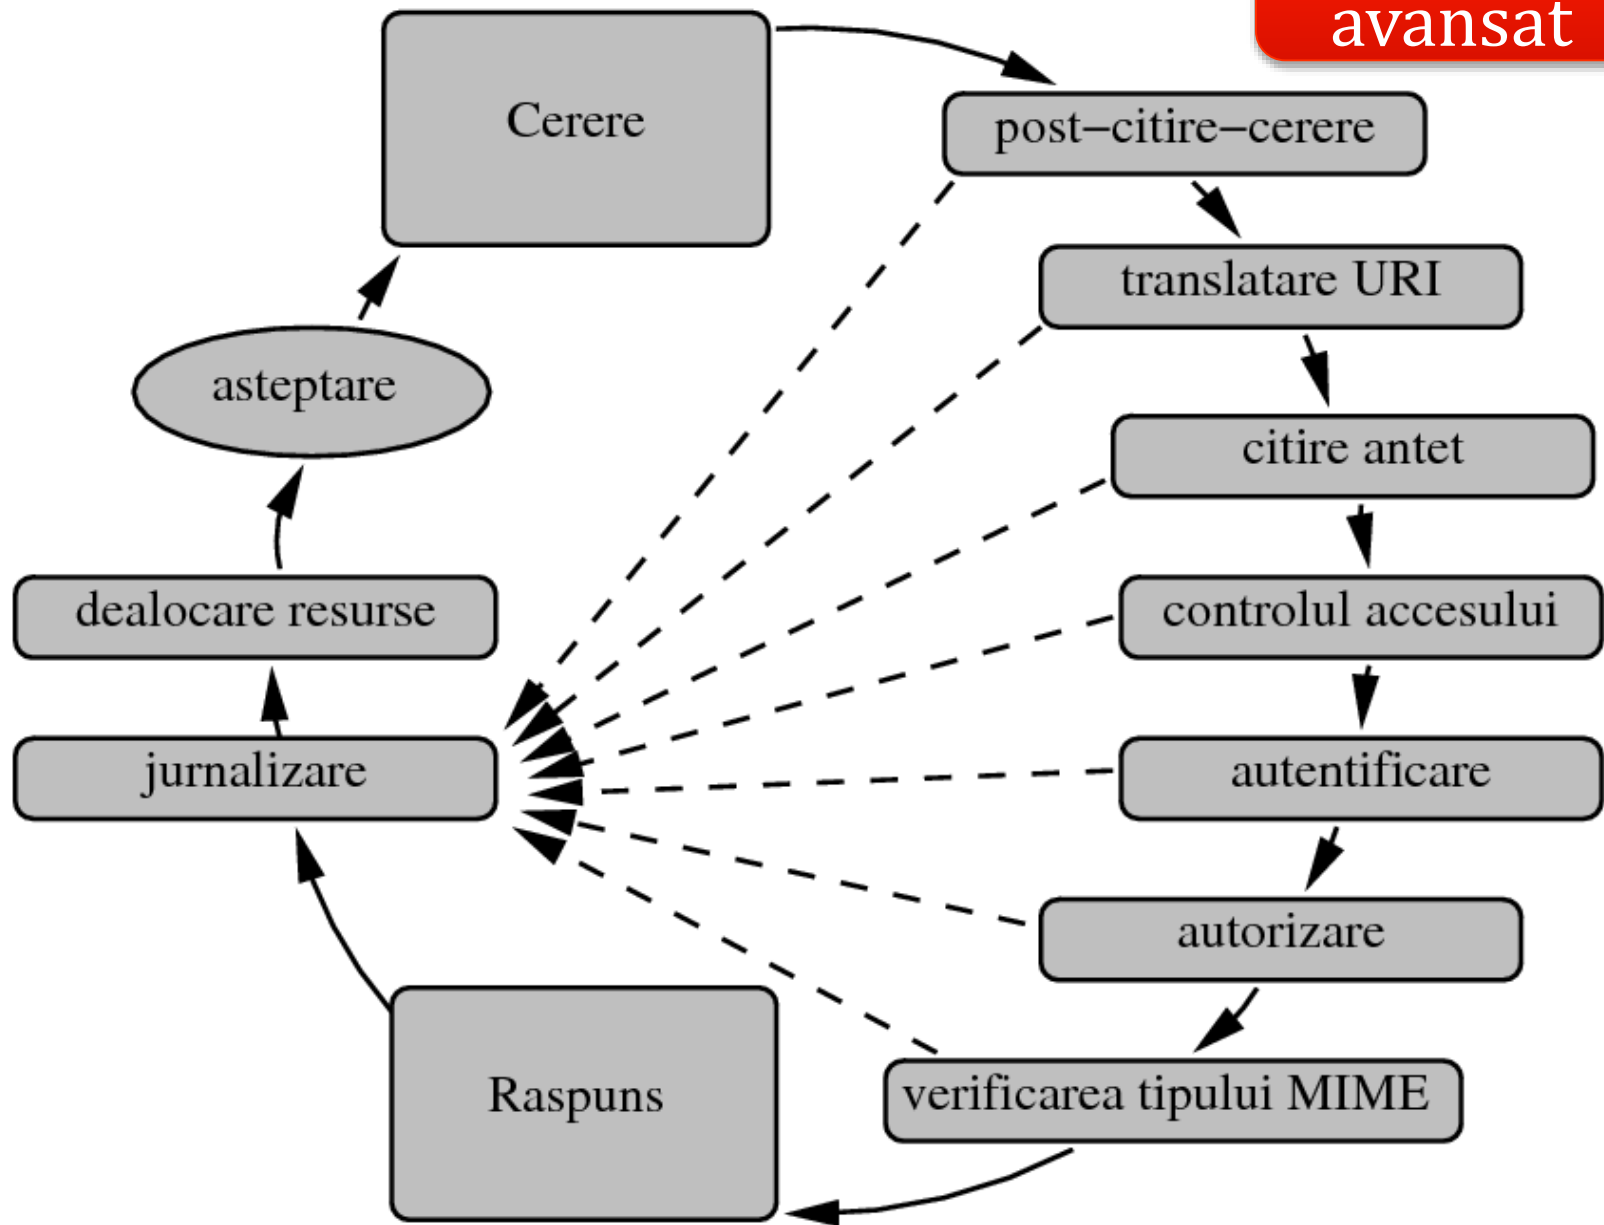 avansat
Cerere
post–citire–cerere
translatare URI
asteptare
citire antet
dealocare resurse
controlul accesului
jurnalizare
autentificare
autorizare
Raspuns
verificarea tipului MIME